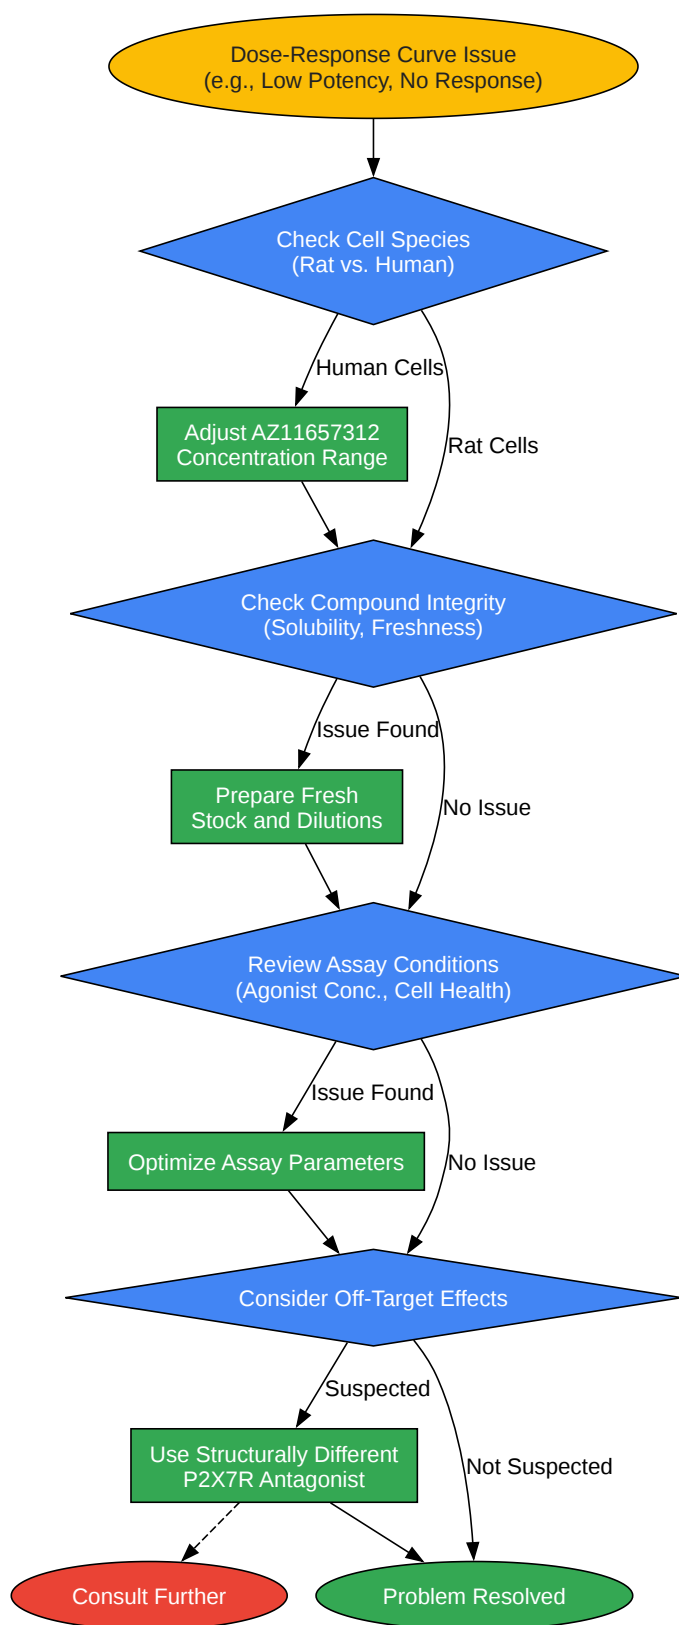 Dose-Response Curve Issue
(e.g., Low Potency, No Response)
Check Cell Species
(Rat vs. Human)
Human Cells
Adjust AZ11657312
Concentration Range
Rat Cells
Check Compound Integrity
(Solubility, Freshness)
Issue Found
Prepare Fresh
Stock and Dilutions
No Issue
Review Assay Conditions
(Agonist Conc., Cell Health)
Issue Found
Optimize Assay Parameters
No Issue
Consider Off-Target Effects
Suspected
Use Structurally Different
P2X7R Antagonist
Not Suspected
Consult Further
Problem Resolved